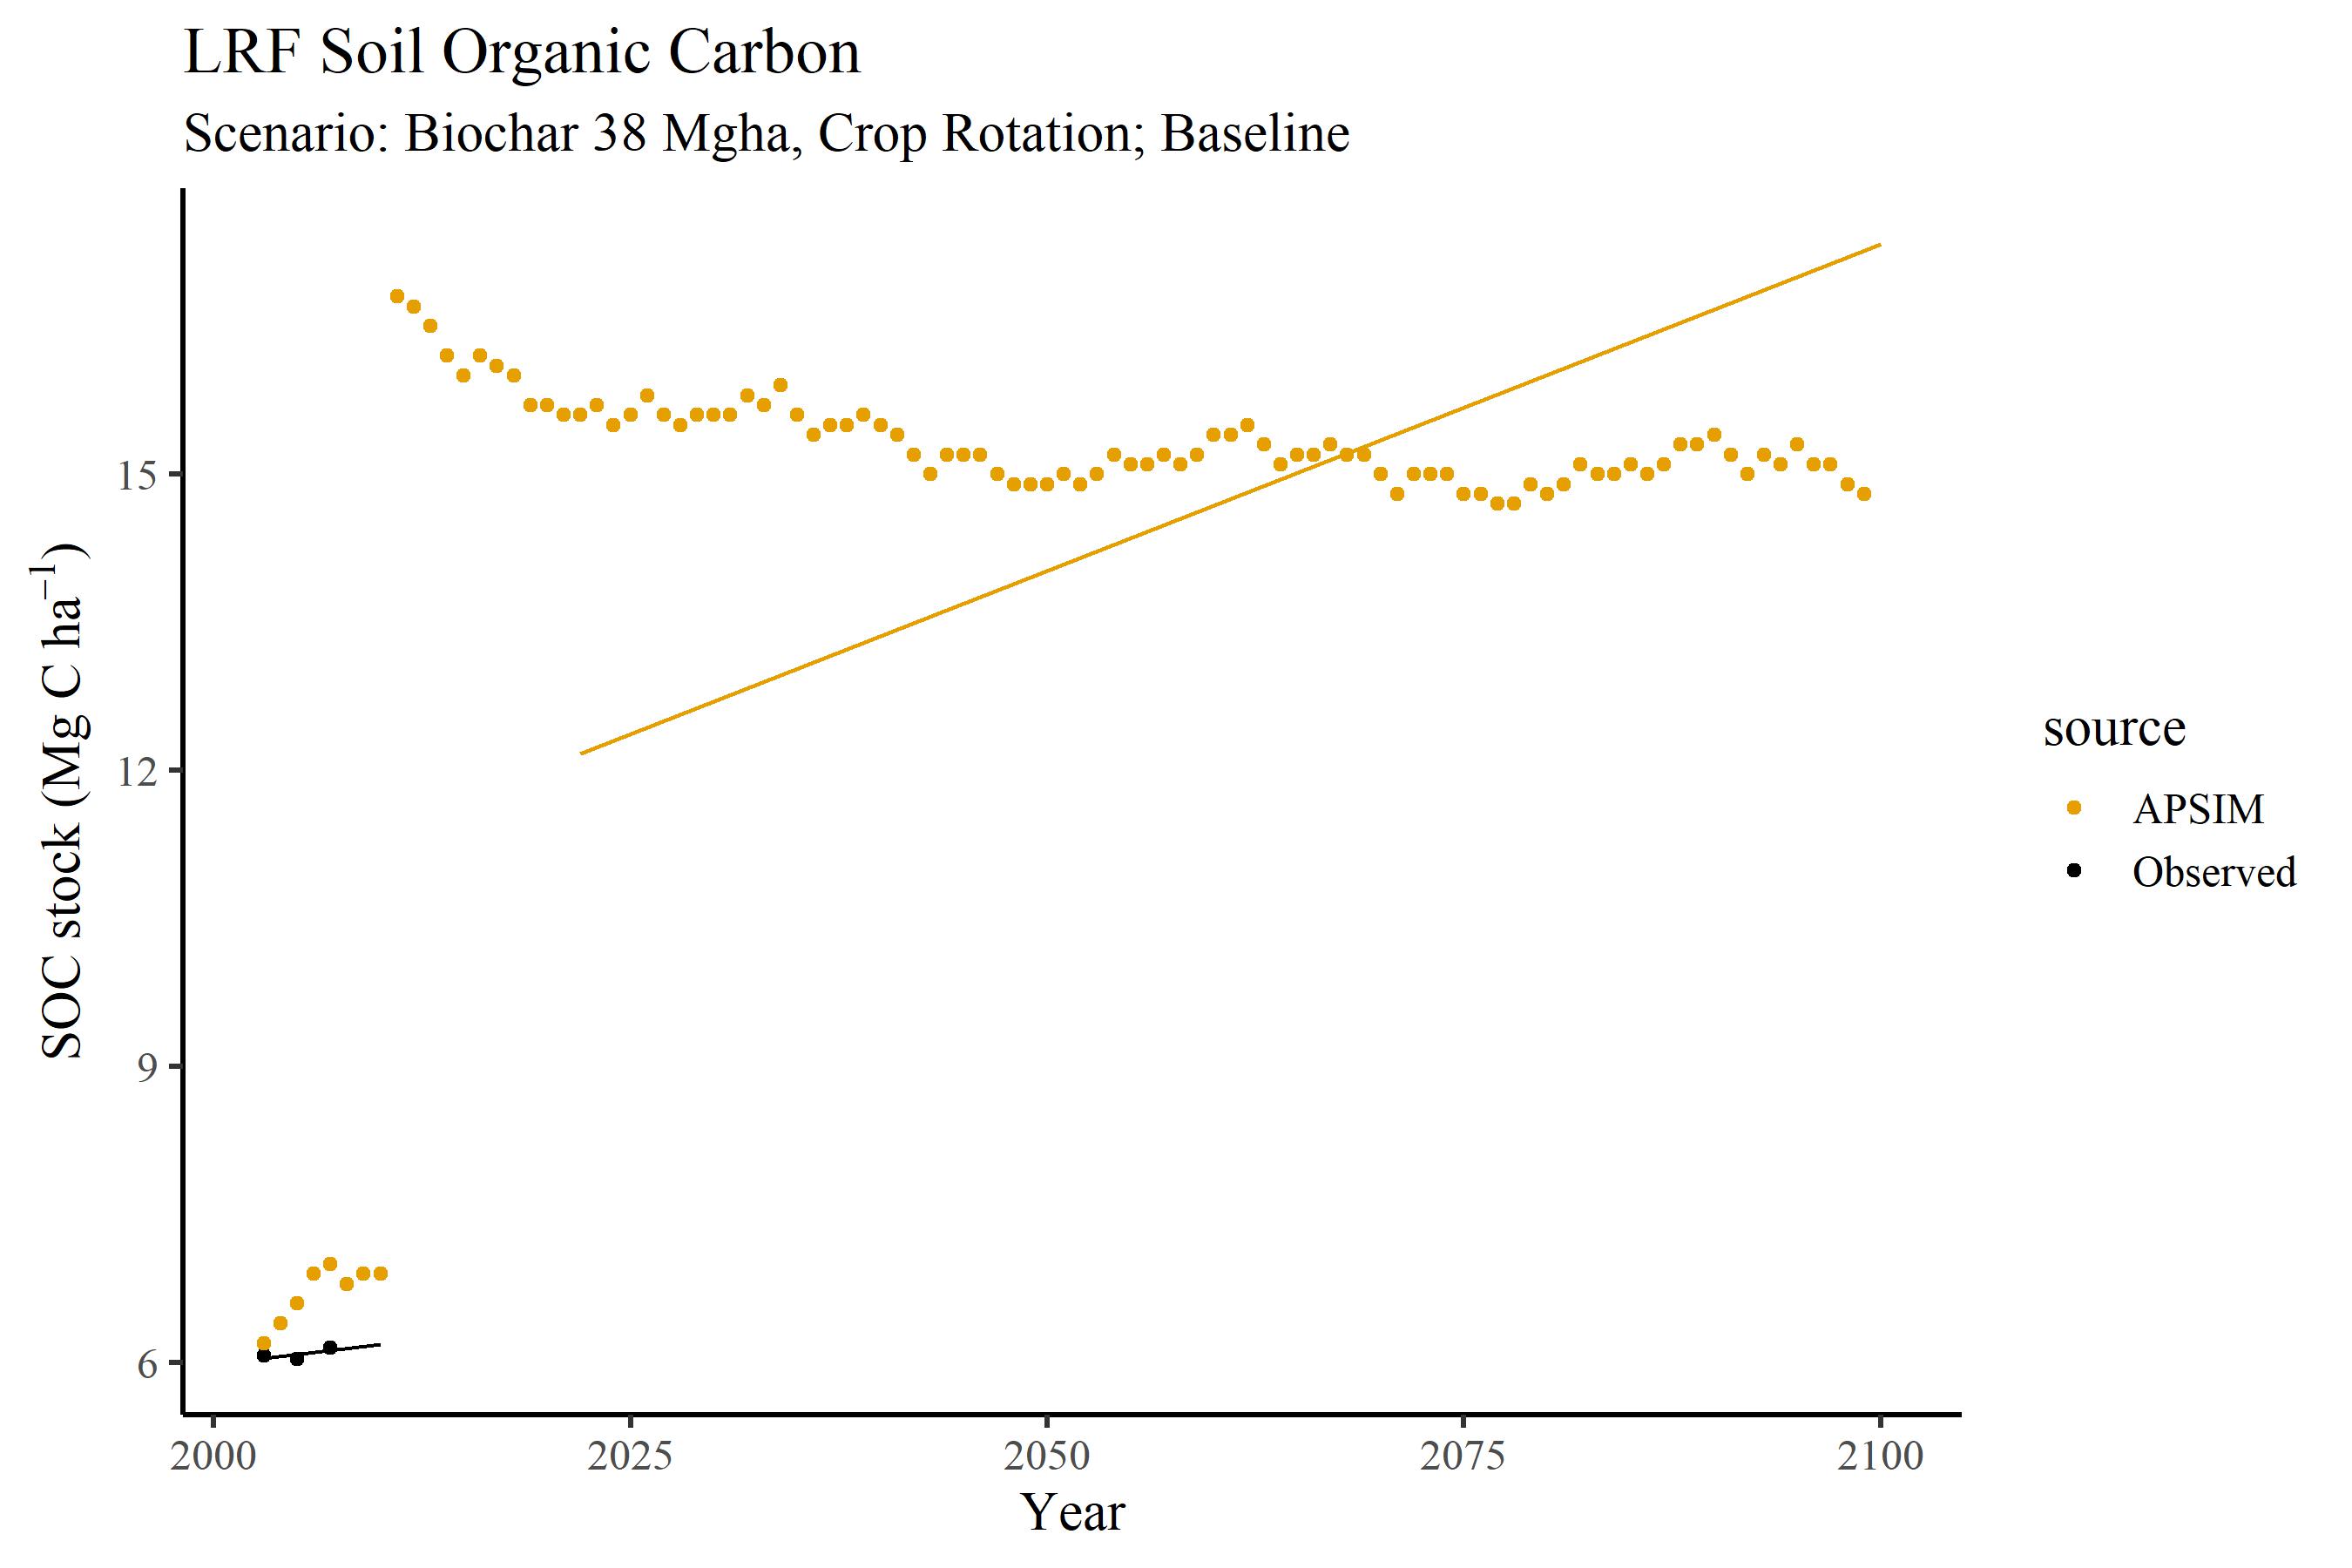 LRF Soil Organic Carbon
Scenario: Biochar 38 Mgha, Crop Rotation; Baseline
SOC stock (Mg C ha⁻¹)
15
12
9
6
2000 2025 2050 2075 2100
Year
source
APSIM
Observed